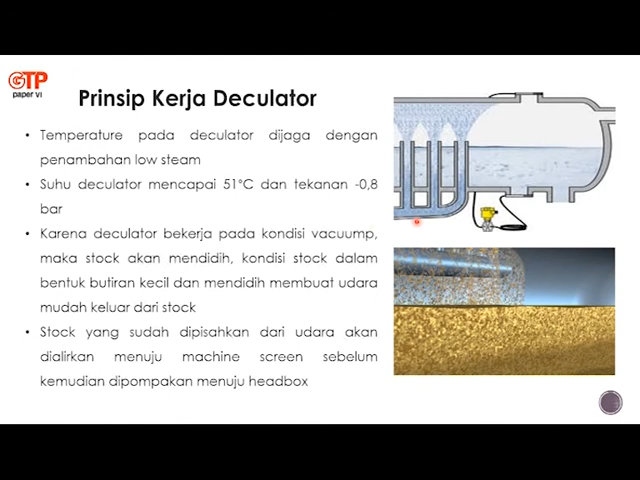 GTP
paper VI
Prinsip Kerja Deculator
• Temperature pada deculator dijaga dengan
penambahan low steam
• Suhu deculator mencapai 51°C dan tekanan -0,8
bar
• Karena deculator bekerja pada kondisi vacuump,
maka stock akan mendidih, kondisi stock dalam
bentuk butiran kecil dan mendidih membuat udara
mudah keluar dari stock
• Stock yang sudah dipisahkan dari udara akan
dialirkan menuju machine screen sebelum
kemudian dipompakan menuju headbox